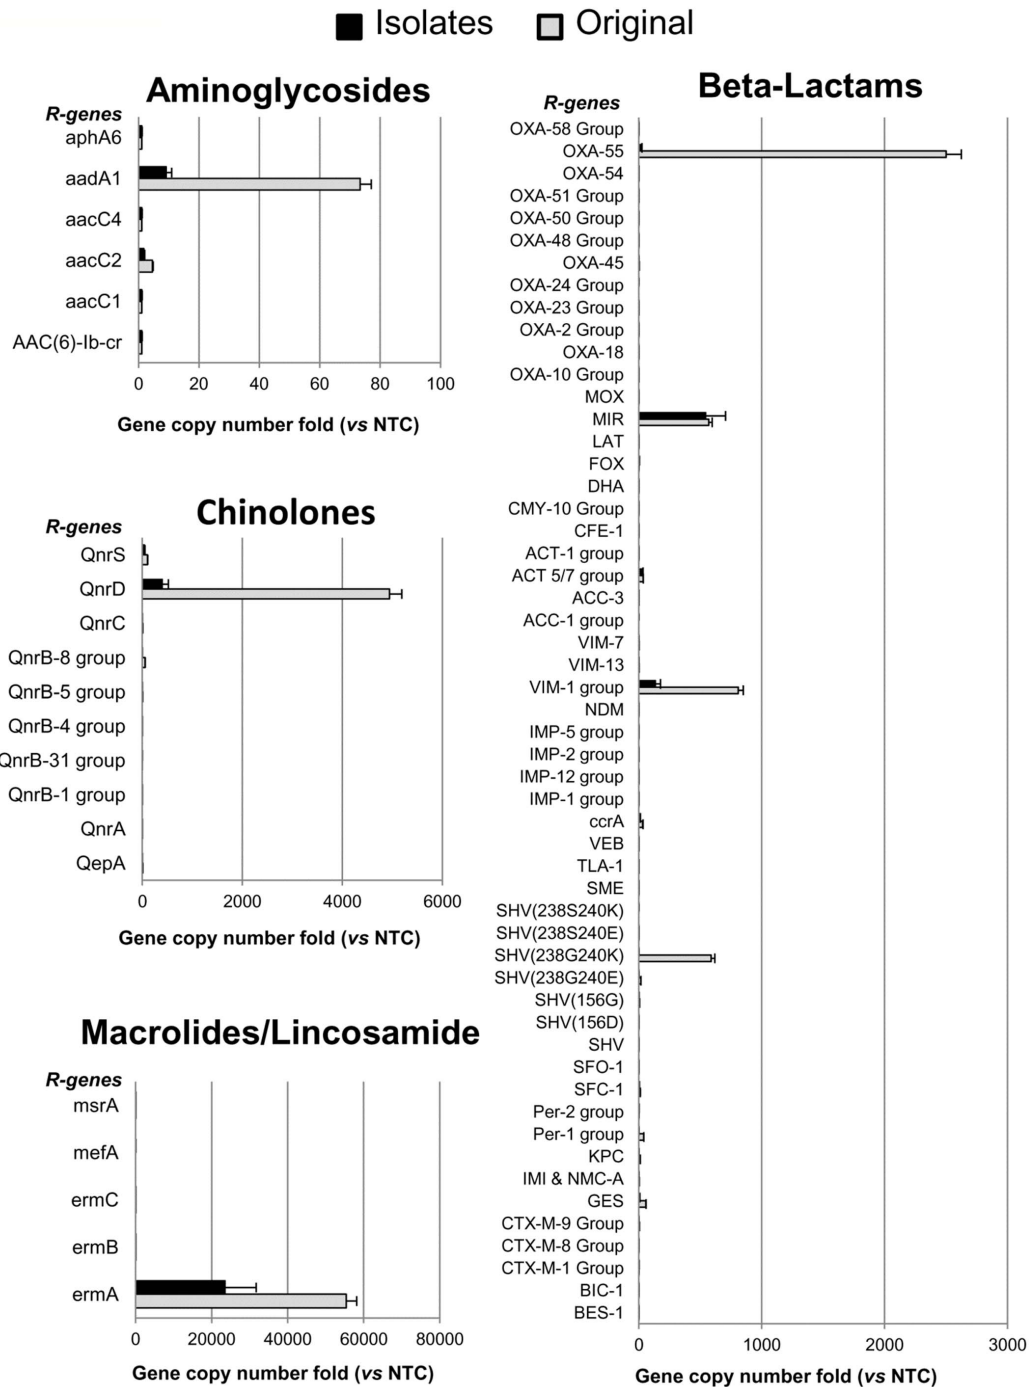 Isolates Original
Aminoglycosides
R-genes
aphA6
aadA1
aacC4
aacC2
aacC1
AAC(6)-Ib-cr
0 20 40 60 80 100
Gene copy number fold (vs NTC)
Chinolones
R-genes
QnrS
QnrD
QnrC
QnrB-8 group
QnrB-5 group
QnrB-4 group
QnrB-31 group
QnrB-1 group
QnrA
QepA
0 2000 4000 6000
Gene copy number fold (vs NTC)
Macrolides/Lincosamide
R-genes
msrA
mefA
ermC
ermB
ermA
0 20000 40000 60000 80000
Gene copy number fold (vs NTC)
Beta-Lactams
R-genes
OXA-58 Group
OXA-55
OXA-54
OXA-51 Group
OXA-50 Group
OXA-48 Group
OXA-45
OXA-24 Group
OXA-23 Group
OXA-2 Group
OXA-18
OXA-10 Group
MOX
MIR
LAT
FOX
DHA
CMY-10 Group
CFE-1
ACT-1 group
ACT 5/7 group
ACC-3
ACC-1 group
VIM-7
VIM-13
VIM-1 group
NDM
IMP-5 group
IMP-2 group
IMP-12 group
IMP-1 group
ccrA
VEB
TLA-1
SME
SHV(238S240K)
SHV(238S240E)
SHV(238G240K)
SHV(238G240E)
SHV(156G)
SHV(156D)
SHV
SFO-1
SFC-1
Per-2 group
Per-1 group
KPC
IMI & NMC-A
GES
CTX-M-9 Group
CTX-M-8 Group
CTX-M-1 Group
BIC-1
BES-1
0 1000 2000 3000
Gene copy number fold (vs NTC)